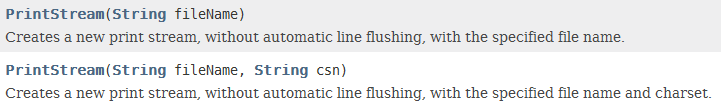 PrintStream(String fileName)
Creates a new print stream, without automatic line flushing, with the specified file name.
PrintStream(String fileName, String csn)
Creates a new print stream, without automatic line flushing, with the specified file name and charset.